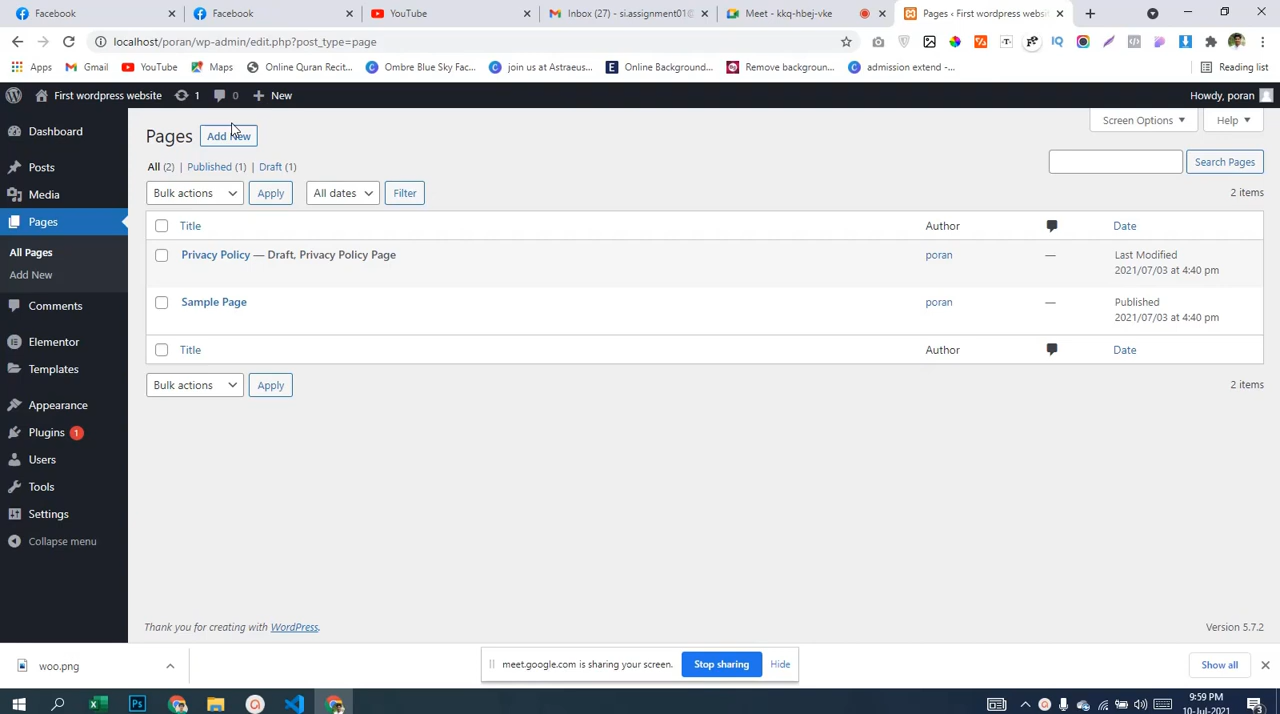 Facebook
Facebook
YouTube
Inbox (27) - si.assignment01@
Meet - kkq-hbej-vke
Pages ‹ First wordpress websi
localhost/poran/wp-admin/edit.php?post_type=page
Apps
Gmail
YouTube
Maps
Online Quran Recit...
Ombre Blue Sky Fac...
join us at Astraeus...
Online Background...
Remove backgroun...
admission extend -...
Reading list
First wordpress website
1
0
New
Howdy, poran
Dashboard
Posts
Media
Pages
All Pages
Add New
Comments
Elementor
Templates
Appearance
Plugins 1
Users
Tools
Settings
Collapse menu
Pages
Add New
Screen Options
Help
All (2) | Published (1) | Draft (1)
Search Pages
Bulk actions
Apply
All dates
Filter
2 items
Title
Author
Date
Privacy Policy — Draft, Privacy Policy Page
poran
—
Last Modified
2021/07/03 at 4:40 pm
Sample Page
poran
—
Published
2021/07/03 at 4:40 pm
Title
Author
Date
Bulk actions
Apply
2 items
Thank you for creating with WordPress.
Version 5.7.2
woo.png
meet.google.com is sharing your screen.
Stop sharing
Hide
Show all
9:59 PM
10-Jul-2021
3